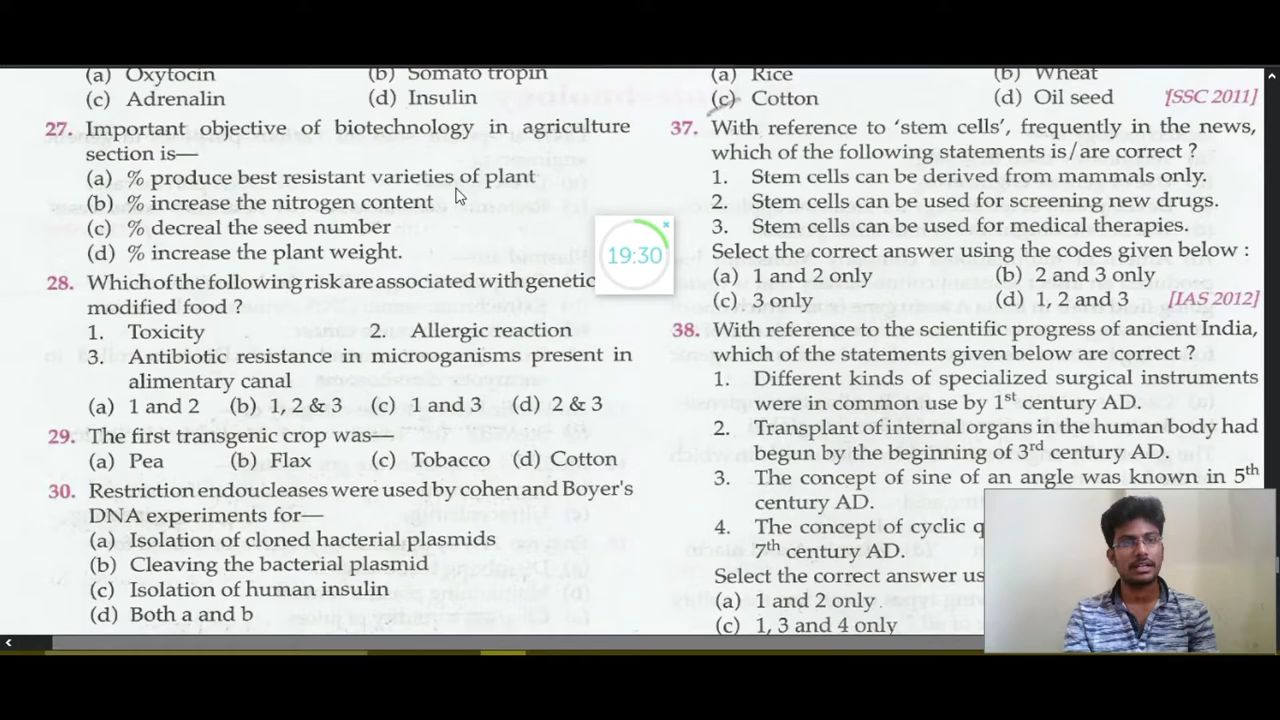 (a) Oxytocin (b) Somato tropin
(c) Adrenalin (d) Insulin
27. Important objective of biotechnology in agriculture
section is—
(a) % produce best resistant varieties of plant
(b) % increase the nitrogen content
(c) % decreal the seed number
(d) % increase the plant weight.
28. Which of the following risk are associated with genetic
modified food ?
1. Toxicity 2. Allergic reaction
3. Antibiotic resistance in microoganisms present in
alimentary canal
(a) 1 and 2 (b) 1, 2 & 3 (c) 1 and 3 (d) 2 & 3
29. The first transgenic crop was—
(a) Pea (b) Flax (c) Tobacco (d) Cotton
30. Restriction endoucleases were used by cohen and Boyer's
DNA experiments for—
(a) Isolation of cloned hacterial plasmids
(b) Cleaving the bacterial plasmid
(c) Isolation of human insulin
(d) Both a and b
19:30
(a) Rice (b) Wheat
(c) Cotton (d) Oil seed [SSC 2011]
37. With reference to 'stem cells', frequently in the news,
which of the following statements is/are correct ?
1. Stem cells can be derived from mammals only.
2. Stem cells can be used for screening new drugs.
3. Stem cells can be used for medical therapies.
Select the correct answer using the codes given below :
(a) 1 and 2 only (b) 2 and 3 only
(c) 3 only (d) 1, 2 and 3 [IAS 2012]
38. With reference to the scientific progress of ancient India,
which of the statements given below are correct ?
1. Different kinds of specialized surgical instruments
were in common use by 1st century AD.
2. Transplant of internal organs in the human body had
begun by the beginning of 3rd century AD.
3. The concept of sine of an angle was known in 5th
century AD.
4. The concept of cyclic q
7th century AD.
Select the correct answer us
(a) 1 and 2 only
(c) 1, 3 and 4 only